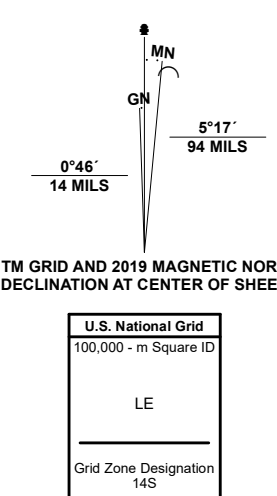 MN
GN
5°17´
94 MILS
0°46´
14 MILS
TM GRID AND 2019 MAGNETIC NOR
DECLINATION AT CENTER OF SHEE
U.S. National Grid
100,000 - m Square ID
LE
Grid Zone Designation
14S